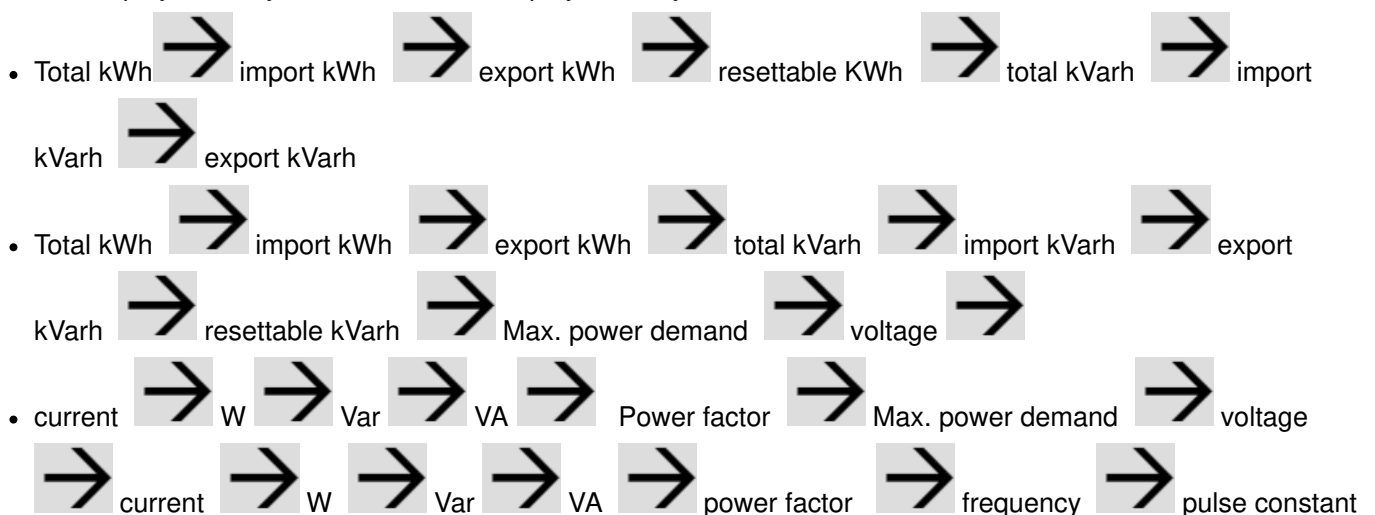 • Total kWh → import kWh → export kWh → resettable KWh → total kVarh → import
kVarh → export kVarh
• Total kWh → import kWh → export kWh → total kVarh → import kVarh → export
kVarh → resettable kVarh → Max. power demand → voltage →
• current → W → Var → VA → Power factor → Max. power demand → voltage
→ current → W → Var → VA → power factor → frequency → pulse constant